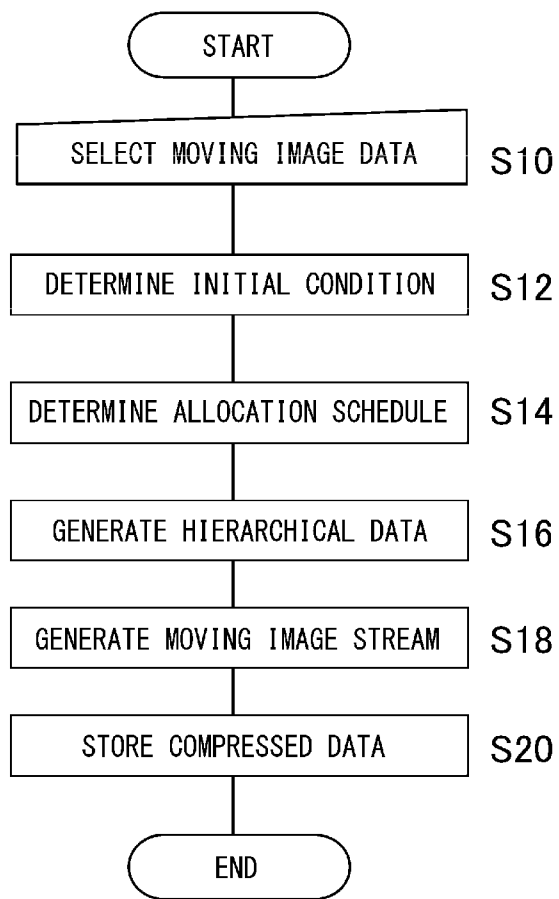 START
SELECT MOVING IMAGE DATA S10
DETERMINE INITIAL CONDITION S12
DETERMINE ALLOCATION SCHEDULE S14
GENERATE HIERARCHICAL DATA S16
GENERATE MOVING IMAGE STREAM S18
STORE COMPRESSED DATA S20
END